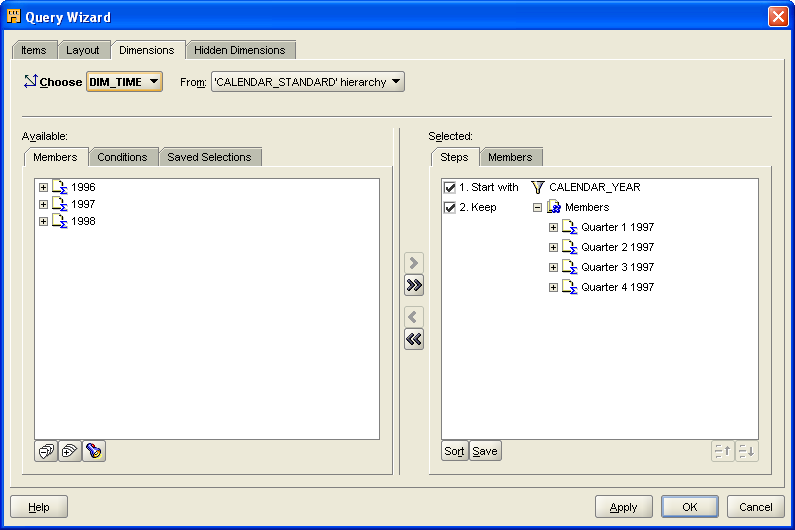 Query Wizard
Items Layout Dimensions Hidden Dimensions
Choose DIM_TIME From: 'CALENDAR_STANDARD' hierarchy
Available: Selected:
Members Conditions Saved Selections Steps Members
1996
1997
1998
1. Start with CALENDAR_YEAR
2. Keep Members
Quarter 1 1997
Quarter 2 1997
Quarter 3 1997
Quarter 4 1997
Sort Save
Help Apply OK Cancel